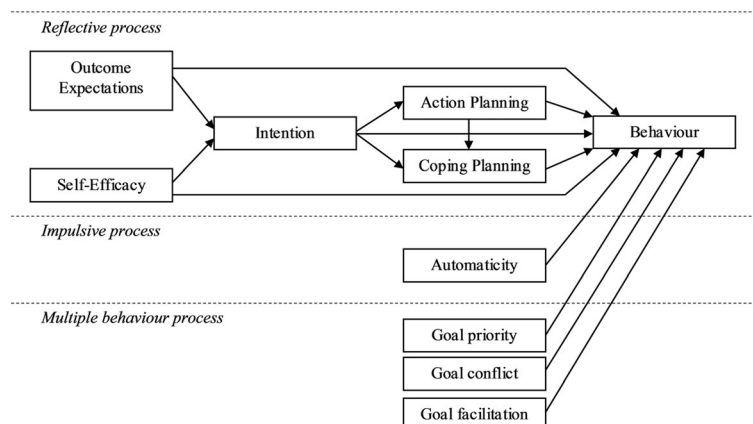 Reflective process
Outcome
Expectations
Action Planning
Intention
Behaviour
Coping Planning
Self-Efficacy
Impulsive process
Automaticity
Multiple behaviour process
Goal priority
Goal conflict
Goal facilitation